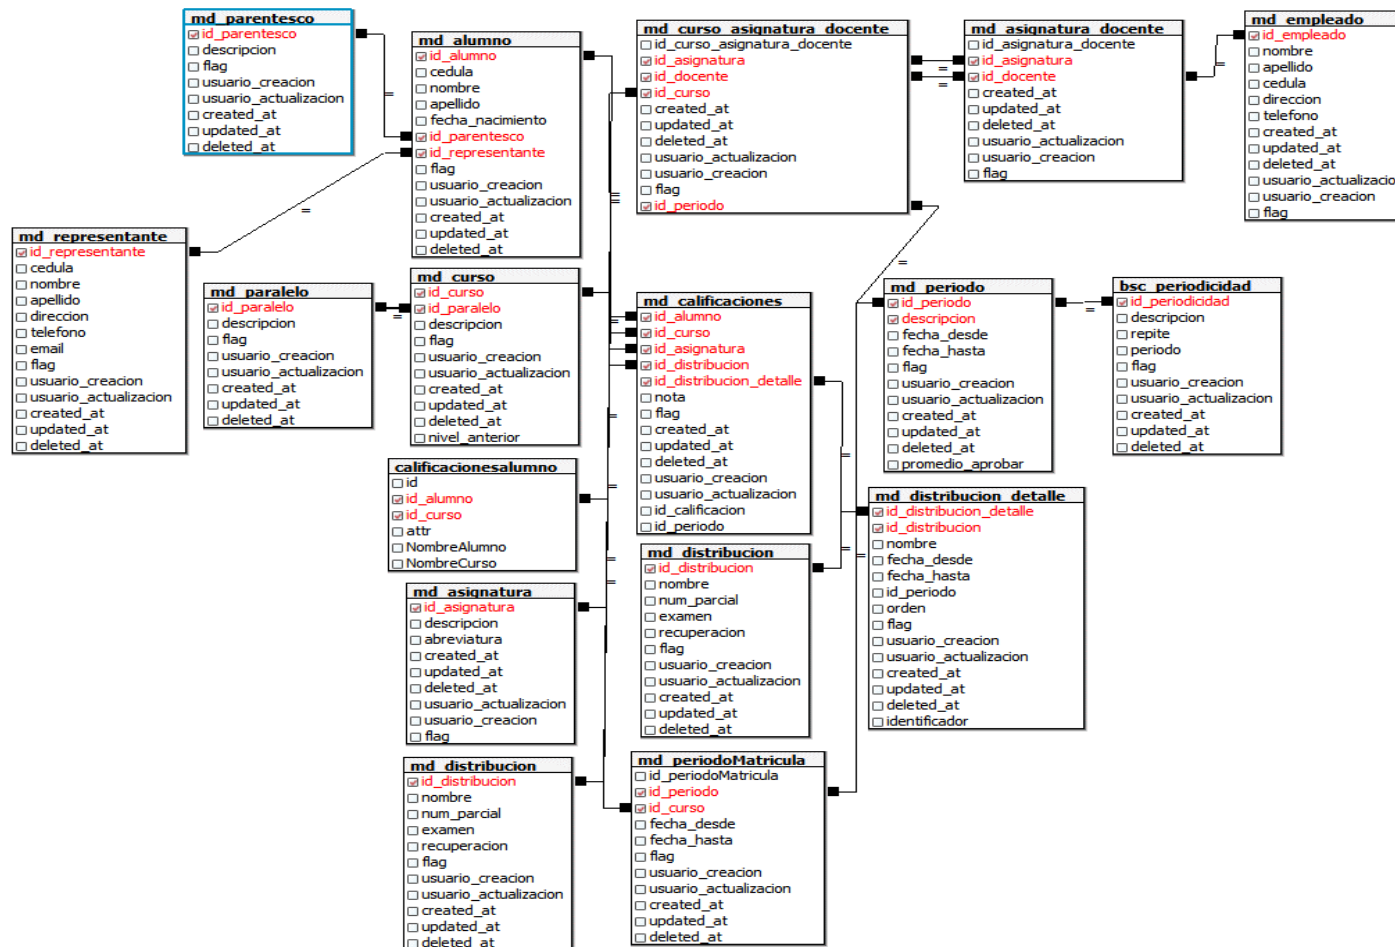 md_parentesco
id_parentesco
descripcion
flag
usuario_creacion
usuario_actualizacion
created_at
updated_at
deleted_at
md_alumno
id_alumno
cedula
nombre
apellido
fecha_nacimiento
id_parentesco
id_representante
flag
usuario_creacion
usuario_actualizacion
created_at
updated_at
deleted_at
md_curso_asignatura_docente
id_curso_asignatura_docente
id_asignatura
id_docente
id_curso
created_at
updated_at
deleted_at
usuario_actualizacion
usuario_creacion
flag
id_periodo
md_asignatura_docente
id_asignatura_docente
id_asignatura
id_docente
created_at
updated_at
deleted_at
usuario_actualizacion
usuario_creacion
flag
md_empleado
id_empleado
nombre
apellido
cedula
direccion
telefono
created_at
updated_at
deleted_at
usuario_actualizacio
usuario_creacion
flag
md_representante
id_representante
cedula
nombre
apellido
direccion
telefono
email
flag
usuario_creacion
usuario_actualizacion
created_at
updated_at
deleted_at
md_paralelo
id_paralelo
descripcion
flag
usuario_creacion
usuario_actualizacion
created_at
updated_at
deleted_at
md_curso
id_curso
id_paralelo
descripcion
flag
usuario_creacion
usuario_actualizacion
created_at
updated_at
deleted_at
nivel_anterior
md_calificaciones
id_alumno
id_curso
id_asignatura
id_distribucion
id_distribucion_detalle
nota
flag
created_at
updated_at
deleted_at
usuario_creacion
usuario_actualizacion
id_calificacion
id_periodo
md_periodo
id_periodo
descripcion
fecha_desde
fecha_hasta
flag
usuario_creacion
usuario_actualizacion
created_at
updated_at
deleted_at
promedio_aprobar
bsc_periodicidad
id_periodicidad
descripcion
repite
periodo
flag
usuario_creacion
usuario_actualizacion
created_at
updated_at
deleted_at
calificacionesalumno
id
id_alumno
id_curso
attr
NombreAlumno
NombreCurso
md_distribucion_detalle
id_distribucion_detalle
id_distribucion
nombre
fecha_desde
fecha_hasta
id_periodo
orden
flag
usuario_creacion
usuario_actualizacion
created_at
updated_at
deleted_at
identificador
md_distribucion
id_distribucion
nombre
num_parcial
examen
recuperacion
flag
usuario_creacion
usuario_actualizacion
created_at
updated_at
deleted_at
md_asignatura
id_asignatura
descripcion
abreviatura
created_at
updated_at
deleted_at
usuario_actualizacion
usuario_creacion
flag
md_distribucion
id_distribucion
nombre
num_parcial
examen
recuperacion
flag
usuario_creacion
usuario_actualizacion
created_at
updated_at
deleted_at
md_periodoMatricula
id_periodoMatricula
id_periodo
id_curso
fecha_desde
fecha_hasta
flag
usuario_creacion
usuario_actualizacion
created_at
updated_at
deleted_at